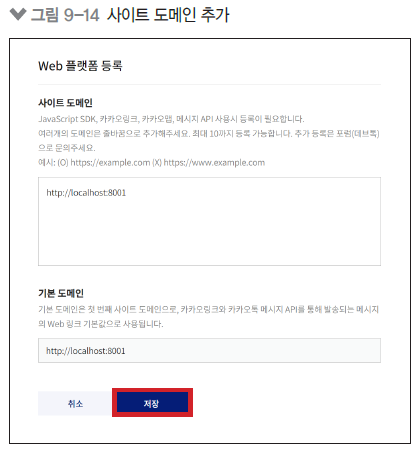 그림 9-14 사이트 도메인 추가
Web 플랫폼 등록
사이트 도메인
JavaScript SDK, 카카오링크, 카카오맵, 메시지 API 사용시 등록이 필요합니다.
여러개의 도메인은 줄바꿈으로 추가해주세요. 최대 10까지 등록 가능합니다. 추가 등록은 포럼(데브톡)
으로 문의주세요.
예시: (O) https://example.com (X) https://www.example.com
http://localhost:8001
기본 도메인
기본 도메인은 첫 번째 사이트 도메인으로, 카카오링크와 카카오톡 메시지 API를 통해 발송되는 메시지
의 Web 링크 기본값으로 사용됩니다.
http://localhost:8001
취소
저장